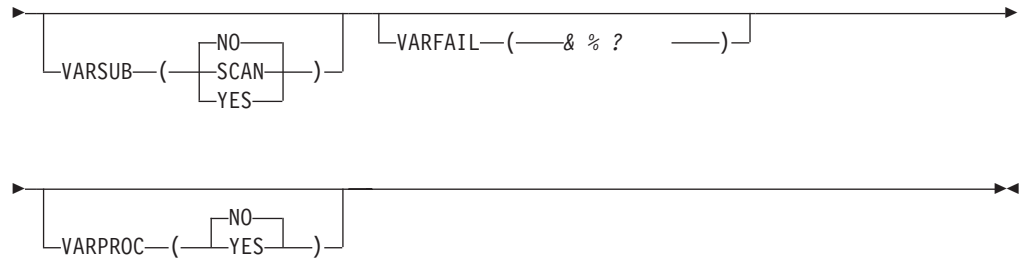 NO
VARSUB ( SCAN )
YES
VARFAIL ( & % ? )
NO
VARPROC ( YES )